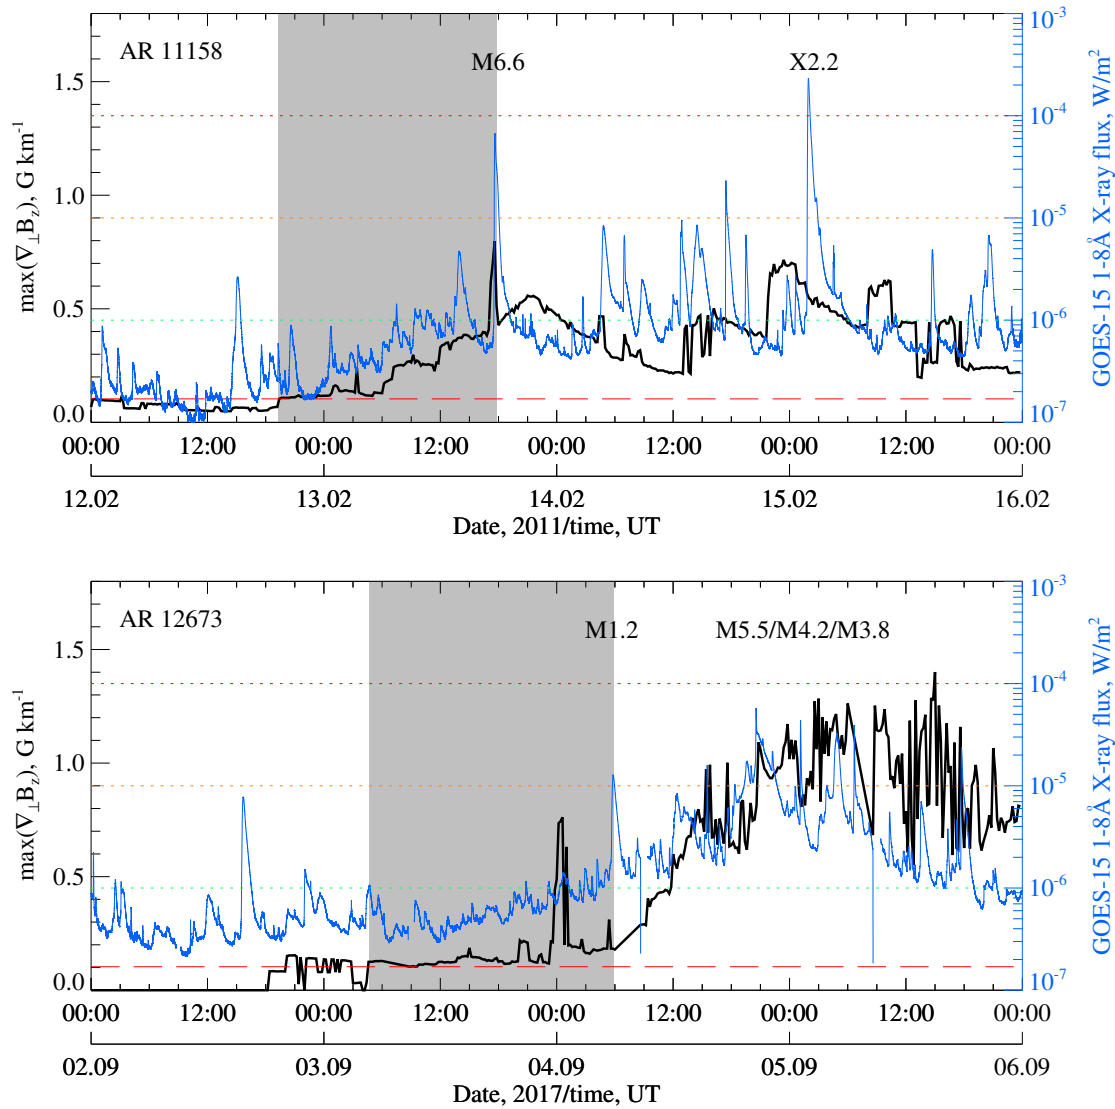 AR 11158
M6.6
X2.2
max(∇⊥Bz), G km⁻¹
1.5
1.0
0.5
0.0
10⁻³
10⁻⁴
10⁻⁵
10⁻⁶
10⁻⁷
GOES-15 1-8Å X-ray flux, W/m²
00:00 12:00 00:00 12:00 00:00 12:00 00:00 12:00 00:00
12.02 13.02 14.02 15.02 16.02
Date, 2011/time, UT
AR 12673
M1.2
M5.5/M4.2/M3.8
max(∇⊥Bz), G km⁻¹
1.5
1.0
0.5
0.0
10⁻³
10⁻⁴
10⁻⁵
10⁻⁶
10⁻⁷
GOES-15 1-8Å X-ray flux, W/m²
00:00 12:00 00:00 12:00 00:00 12:00 00:00 12:00 00:00
02.09 03.09 04.09 05.09 06.09
Date, 2017/time, UT